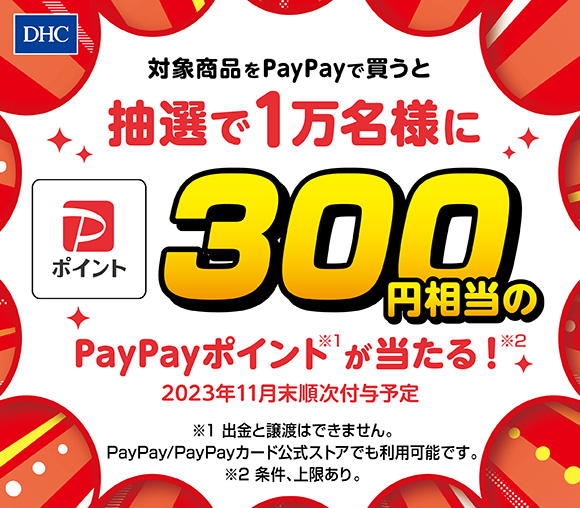 DHC
対象商品をPayPayで買うと
抽選で1万名様に
ポイント
300
円相当の
PayPayポイント※1が当たる!※2
2023年11月末順次付与予定
※1 出金と譲渡はできません。
PayPay/PayPayカード公式ストアでも利用可能です。
※2 条件、上限あり。